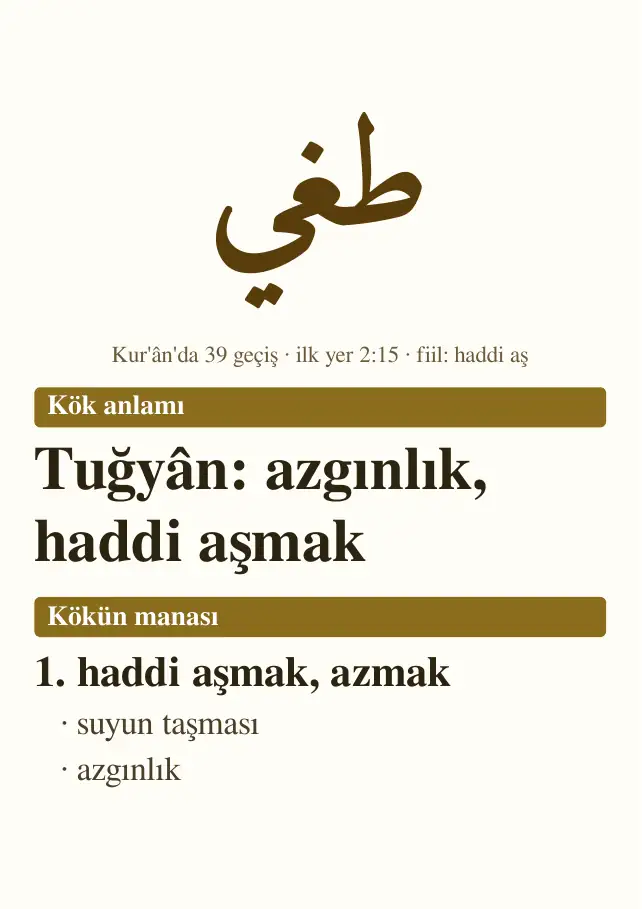 طغي
Kur'ân'da 39 geçiş · ilk yer 2:15 · fiil: haddi aş
Kök anlamı
Tuğyân: azgınlık,
haddi aşmak
Kökün manası
1. haddi aşmak, azmak
· suyun taşması
· azgınlık